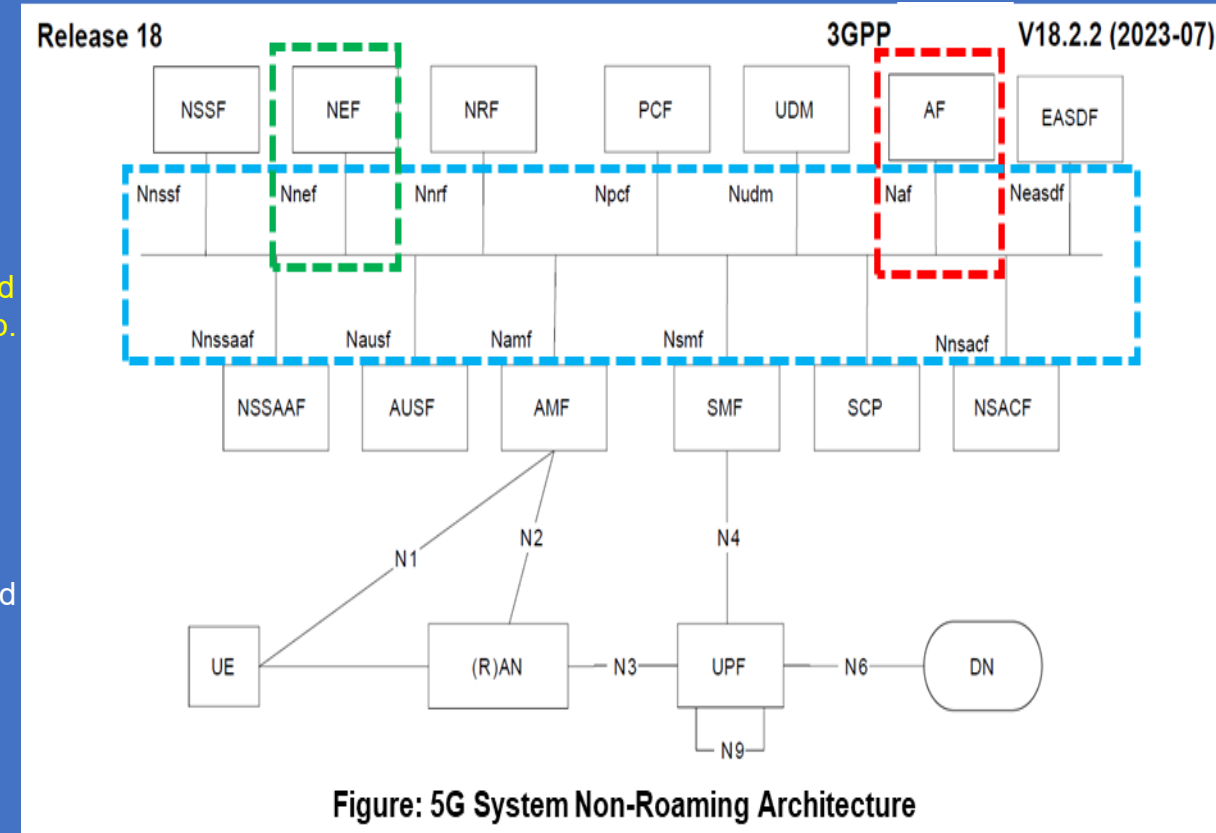 Release 18 3GPP V18.2.2 (2023-07)
NSSF NEF NRF PCF UDM AF EASDF
Nnssf Nnef Nnrf Npcf Nudm Naf Neasdf
d
.
Nnssaaf Nausf Namf Nsmf Nnsacf
NSSAAF AUSF AMF SMF SCP NSACF
N1 N2 N4
d
UE (R)AN N3 UPF N6 DN
N9
Figure: 5G System Non-Roaming Architecture